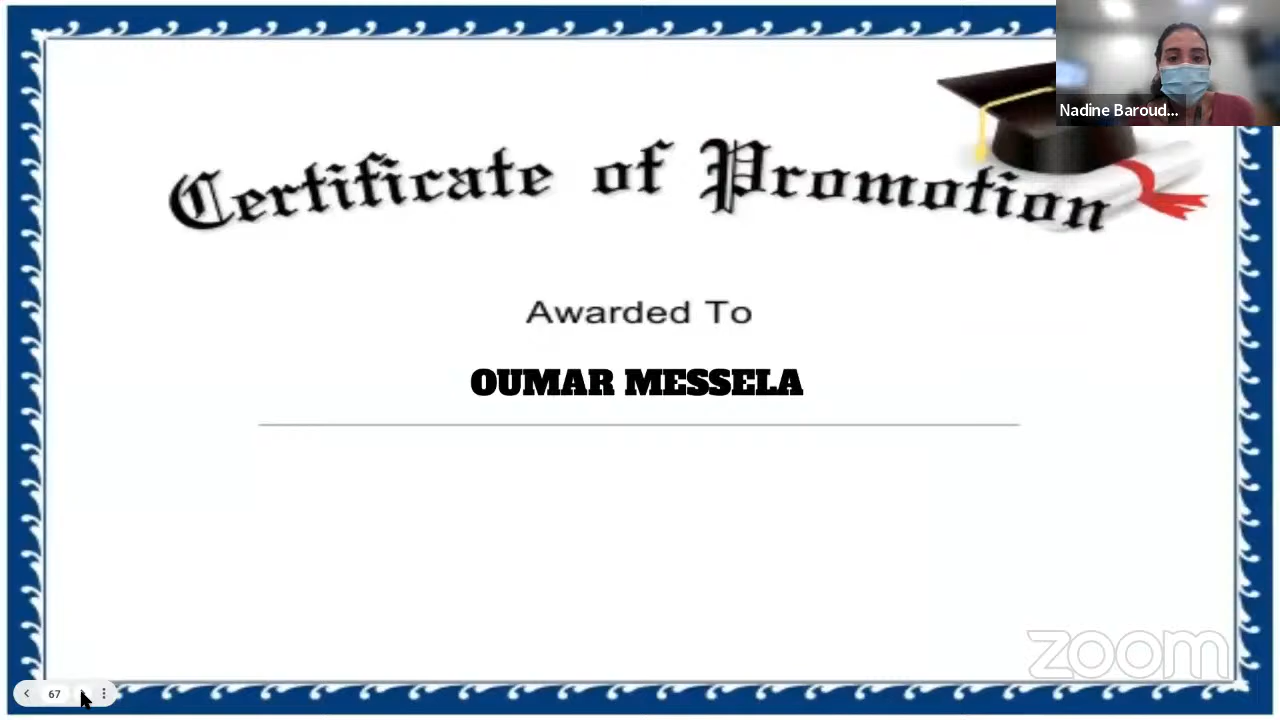 Nadine Baroud...
Certificate of Promotion
Awarded To
OUMAR MESSELA
zoom
67